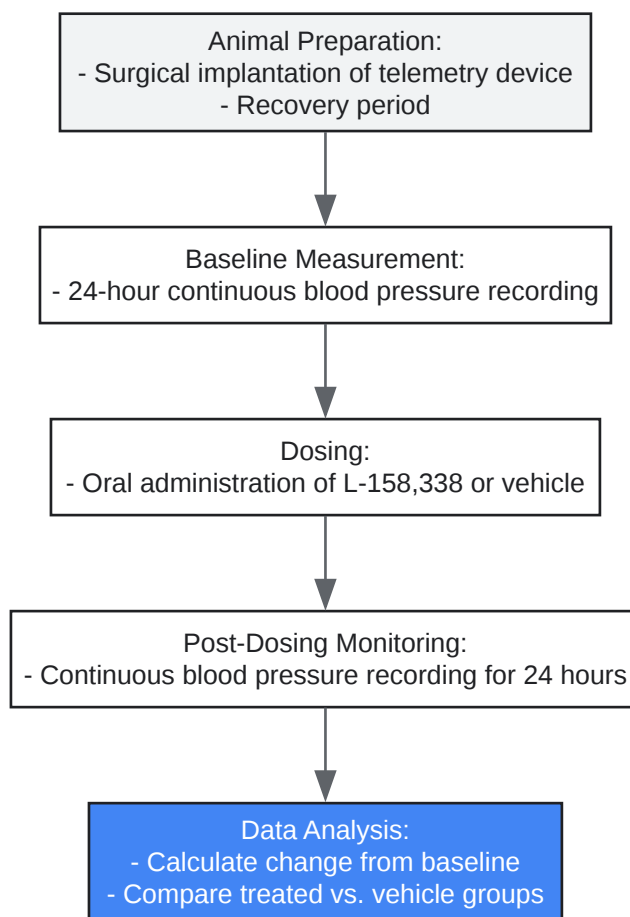 Animal Preparation:
- Surgical implantation of telemetry device
- Recovery period
Baseline Measurement:
- 24-hour continuous blood pressure recording
Dosing:
- Oral administration of L-158,338 or vehicle
Post-Dosing Monitoring:
- Continuous blood pressure recording for 24 hours
Data Analysis:
- Calculate change from baseline
- Compare treated vs. vehicle groups